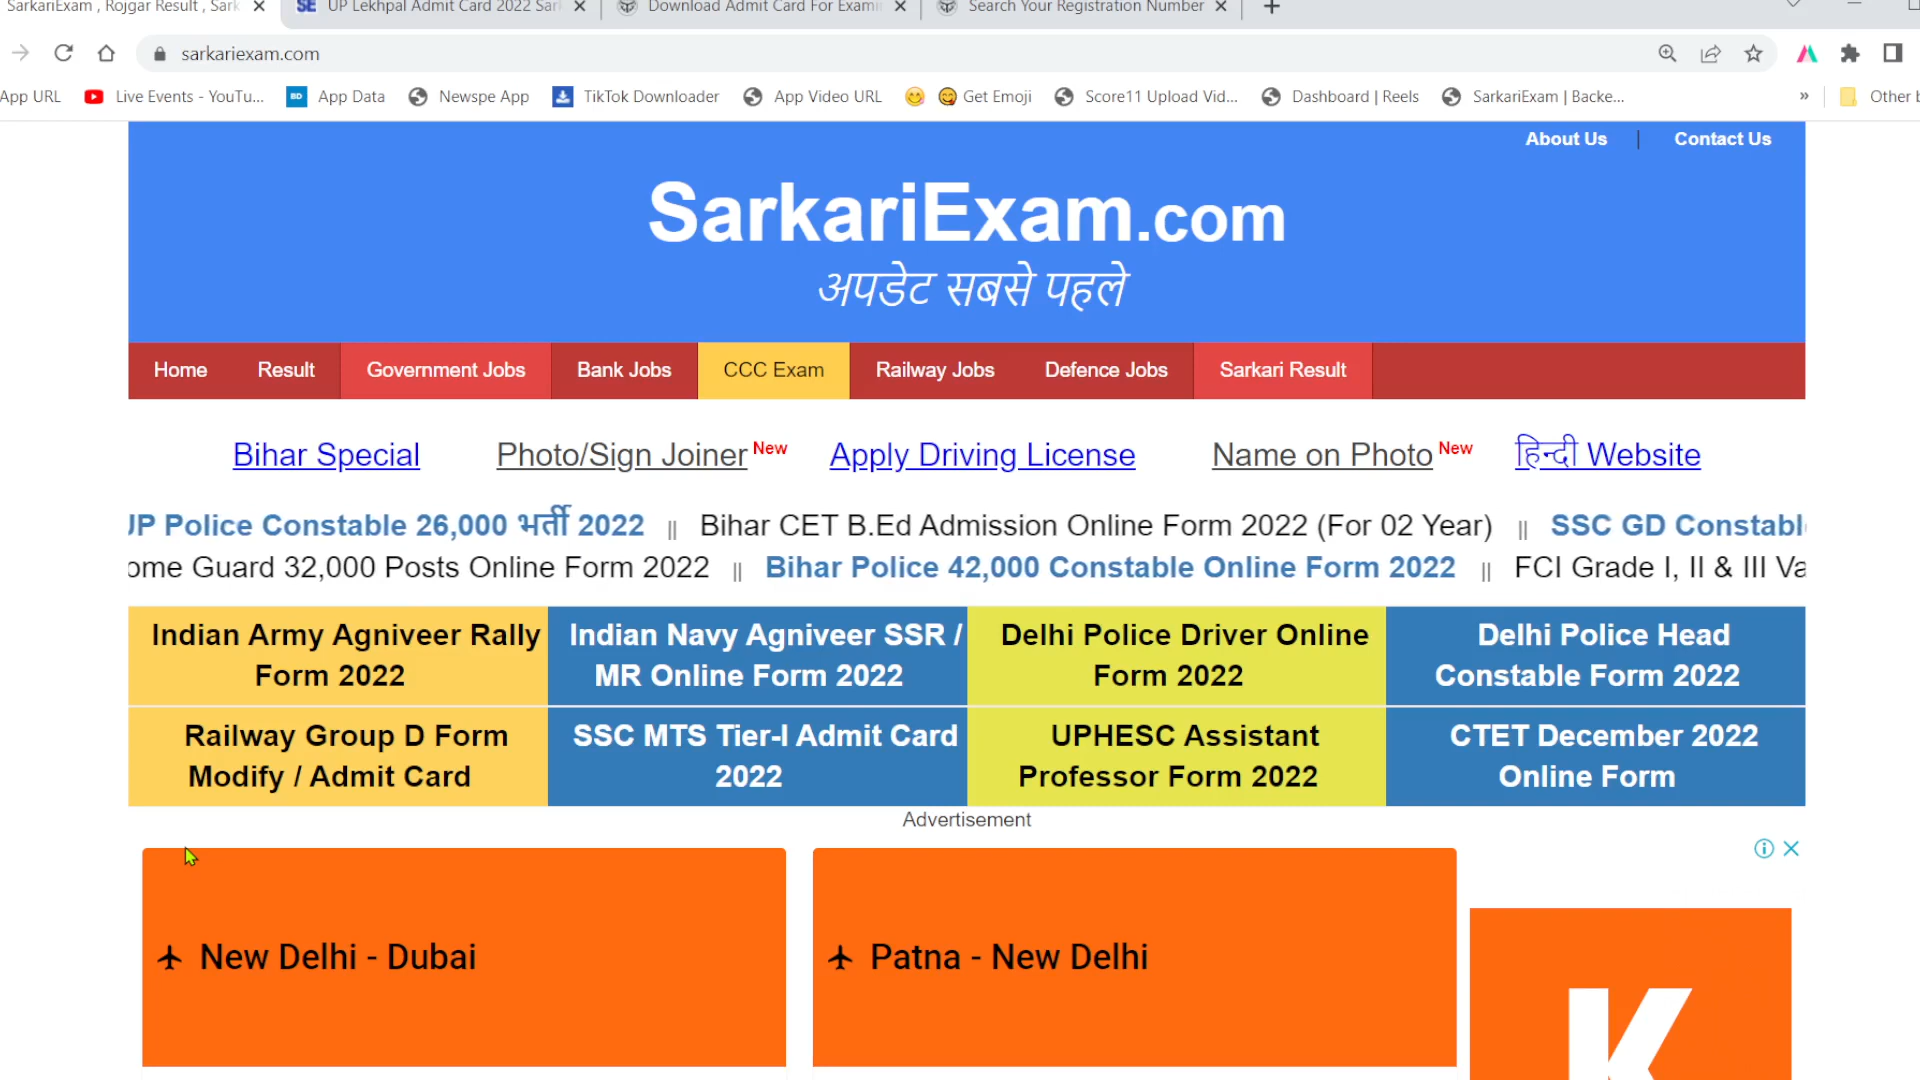 SarkariExam , Rojgar Result , Sark
UP Lekhpal Admit Card 2022 Sark
Download Admit Card For Exami
Search Your Registration Number
sarkariexam.com
App URL
Live Events - YouTu...
App Data
Newspe App
TikTok Downloader
App Video URL
Get Emoji
Score11 Upload Vid...
Dashboard | Reels
SarkariExam | Backe...
»
Other b
About Us | Contact Us
SarkariExam.com
अपडेट सबसे पहले
Home Result Government Jobs Bank Jobs CCC Exam Railway Jobs Defence Jobs Sarkari Result
Bihar Special Photo/Sign Joiner New Apply Driving License Name on Photo New हिन्दी Website
UP Police Constable 26,000 भर्ती 2022 || Bihar CET B.Ed Admission Online Form 2022 (For 02 Year) || SSC GD Constabl
ome Guard 32,000 Posts Online Form 2022 || Bihar Police 42,000 Constable Online Form 2022 || FCI Grade I, II & III Va
Indian Army Agniveer Rally
Form 2022
Indian Navy Agniveer SSR /
MR Online Form 2022
Delhi Police Driver Online
Form 2022
Delhi Police Head
Constable Form 2022
Railway Group D Form
Modify / Admit Card
SSC MTS Tier-I Admit Card
2022
UPHESC Assistant
Professor Form 2022
CTET December 2022
Online Form
Advertisement
New Delhi - Dubai
Patna - New Delhi
K